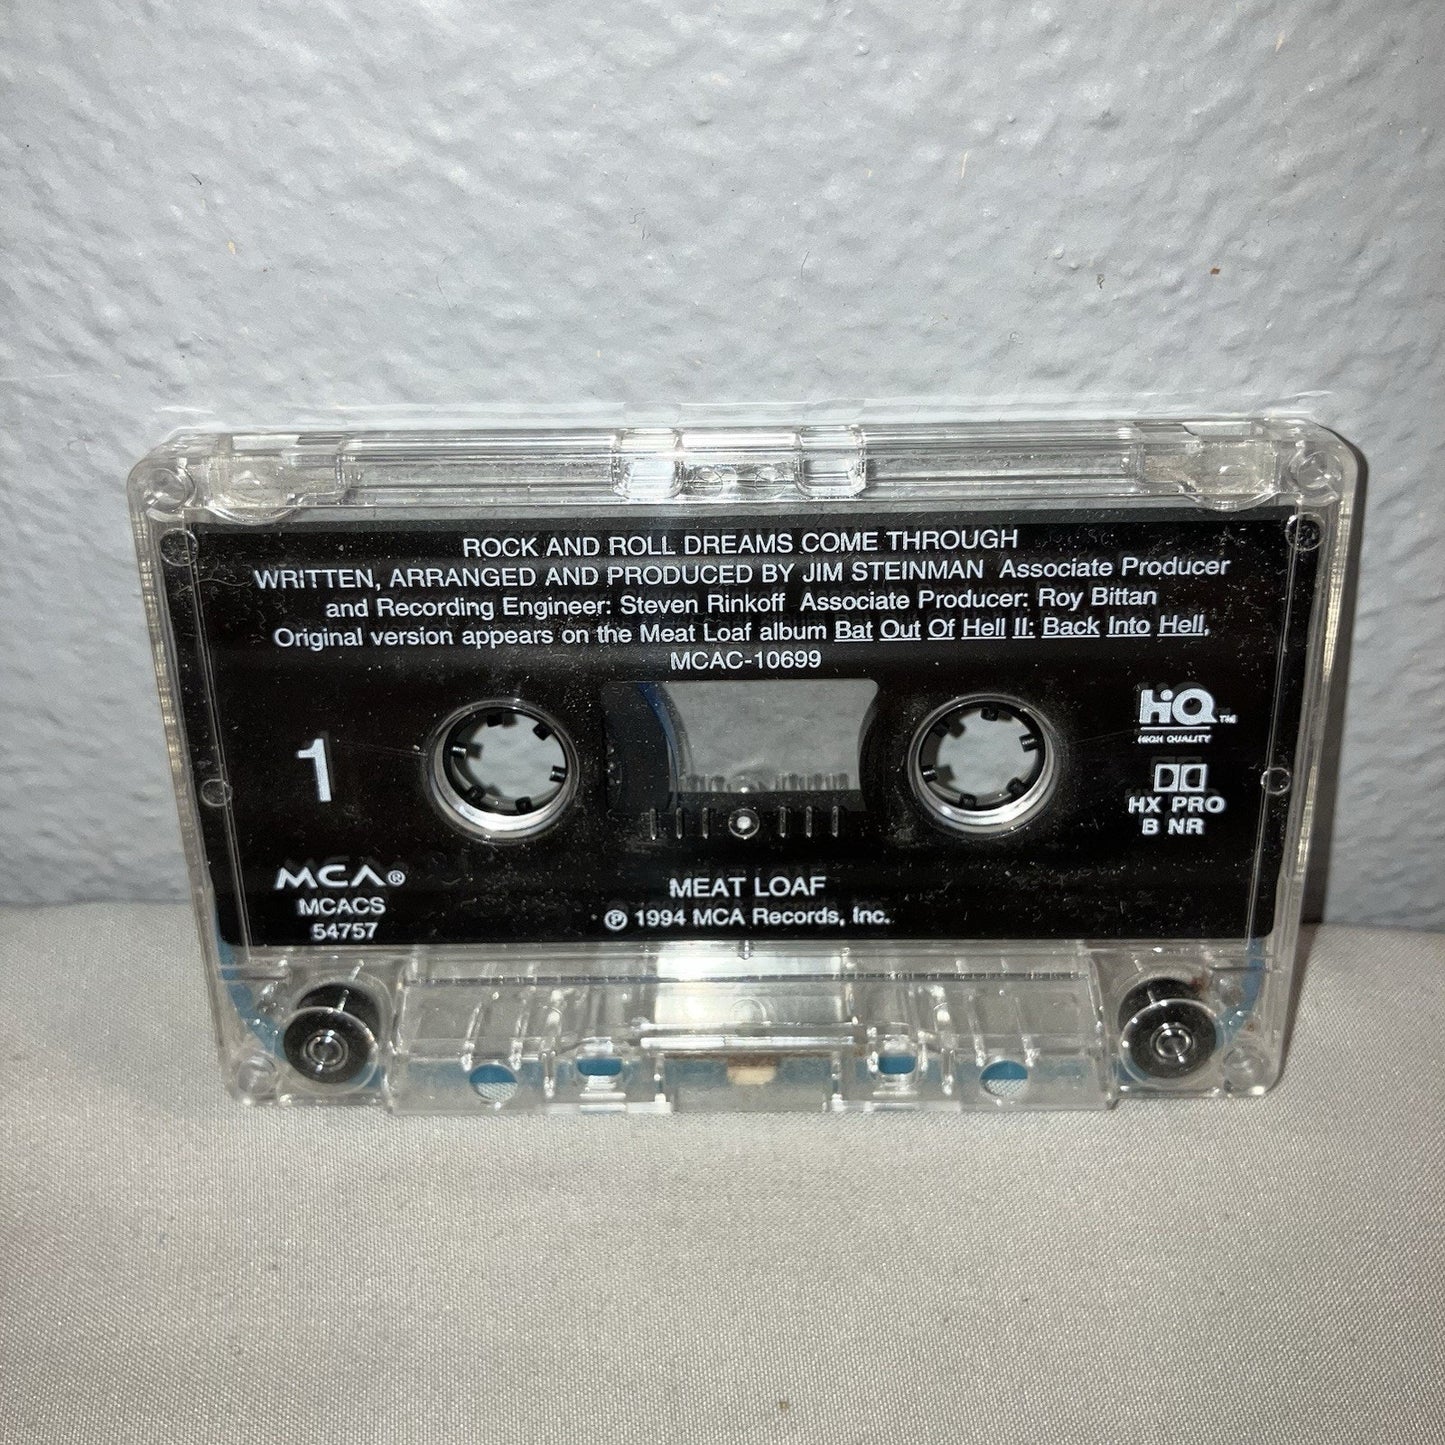 ROCK AND ROLL DREAMS COME THROUGH
WRITTEN, ARRANGED AND PRODUCED BY JIM STEINMAN Associate Producer
and Recording Engineer: Steven Rinkoff Associate Producer: Roy Bittan
Original version appears on the Meat Loaf album Bat Out Of Hell II: Back Into Hell,
MCAC-10699
HQ™
HIGH QUALITY
1
HX PRO
B NR
MCA®
MCACS
54757
MEAT LOAF
℗ 1994 MCA Records, Inc.